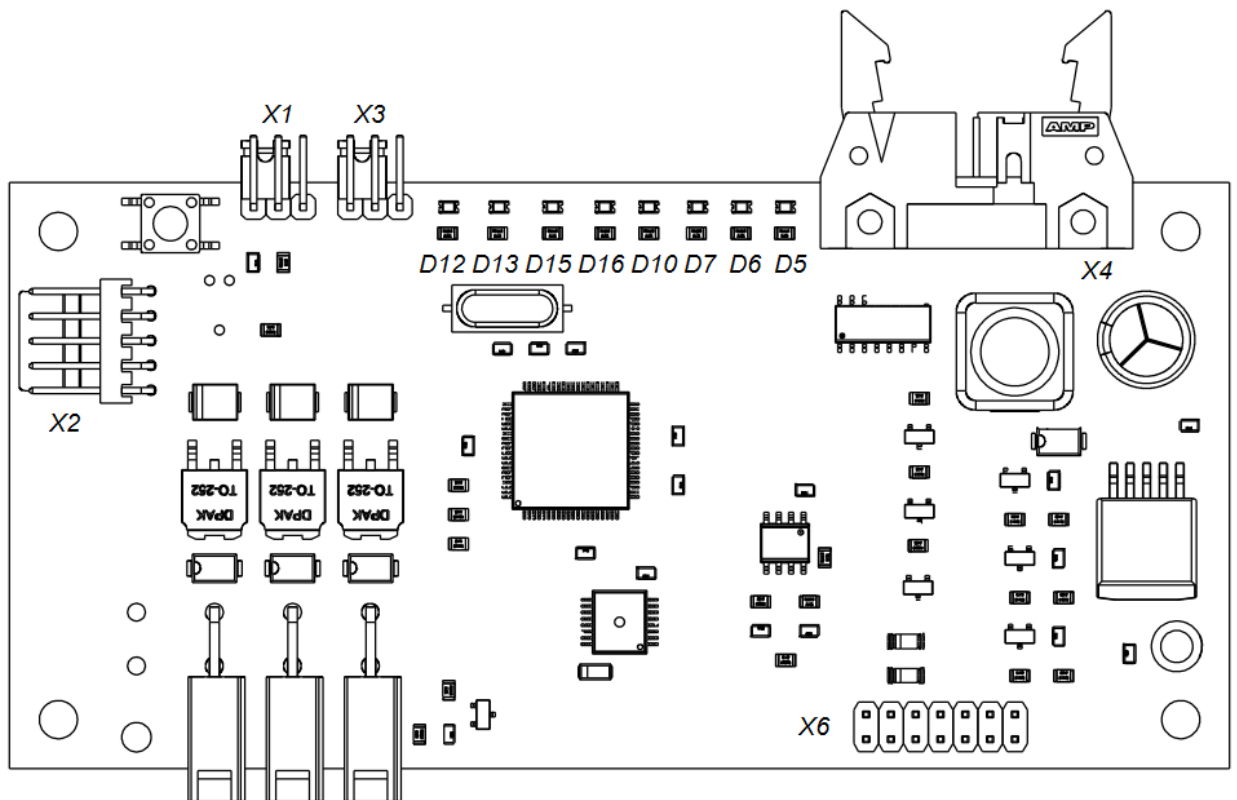 X1 X3
AMP
D12 D13 D15 D16 D10 D7 D6 D5
X4
X2
TO-252 TO-252 TO-252
DPAK DPAK DPAK
X6